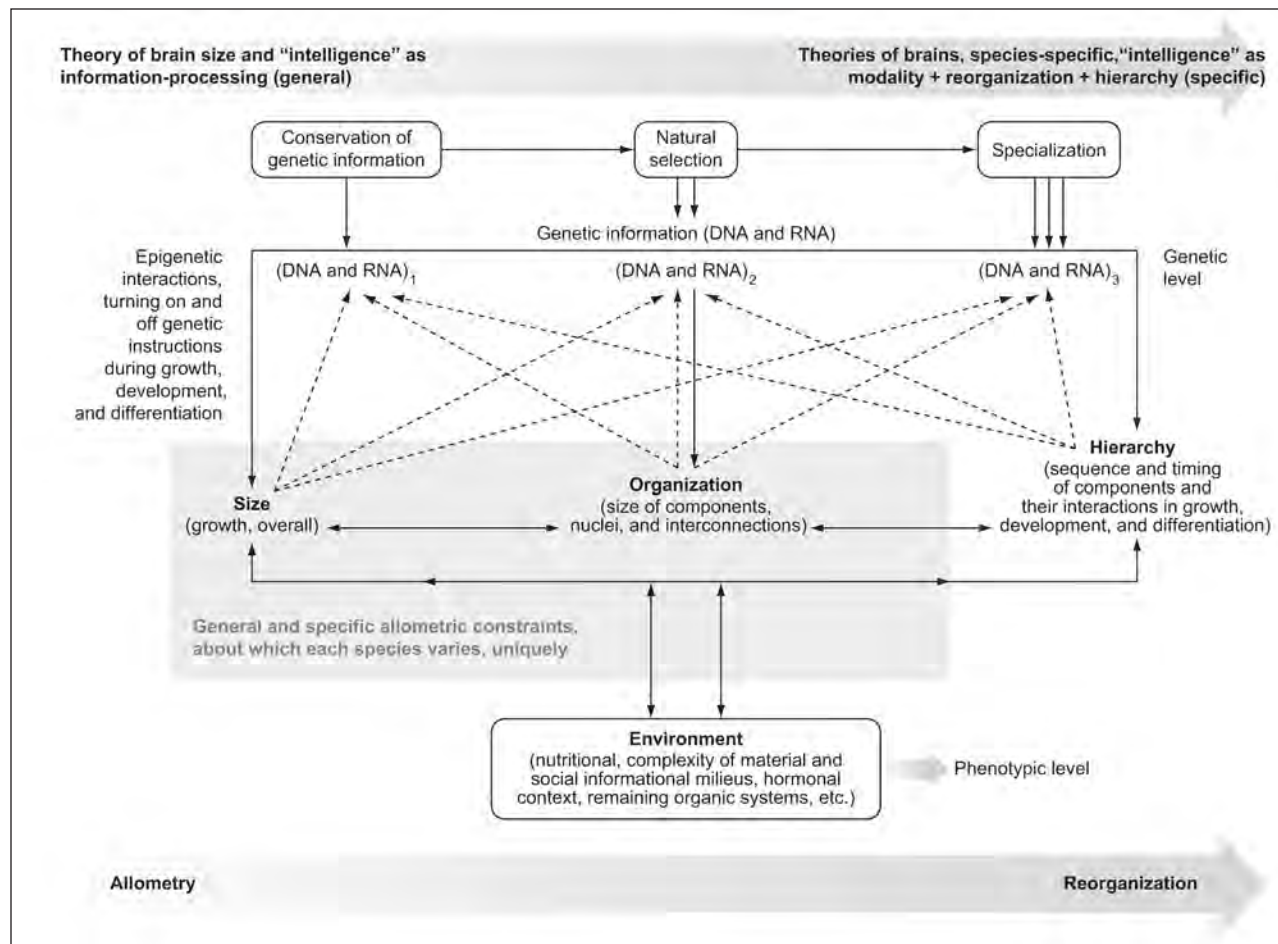 Theory of brain size and “intelligence” as
information-processing (general)
Theories of brains, species-specific,“intelligence” as
modality + reorganization + hierarchy (specific)
Conservation of
genetic information
Natural
selection
Specialization
Genetic information (DNA and RNA)
Epigenetic
interactions,
turning on and
off genetic
instructions
during growth,
development,
and differentiation
(DNA and RNA)1
(DNA and RNA)2
(DNA and RNA)3
Genetic
level
Size
(growth, overall)
Organization
(size of components,
nuclei, and interconnections)
Hierarchy
(sequence and timing
of components and
their interactions in growth,
development, and differentiation)
General and specific allometric constraints,
about which each species varies, uniquely
Environment
(nutritional, complexity of material and
social informational milieus, hormonal
context, remaining organic systems, etc.)
Phenotypic level
Allometry
Reorganization